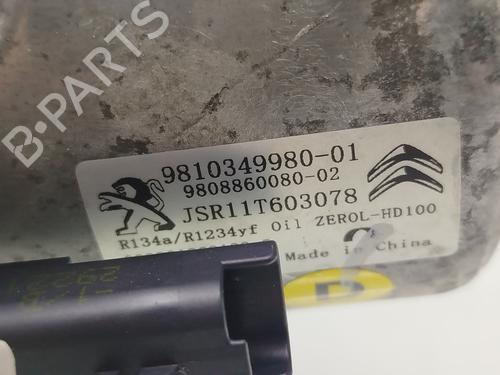 B-PARTS
9810349980-01
9808860080-02
JSR11T603078
R134a/R1234yf Oil ZEROL-HD100
Made in China